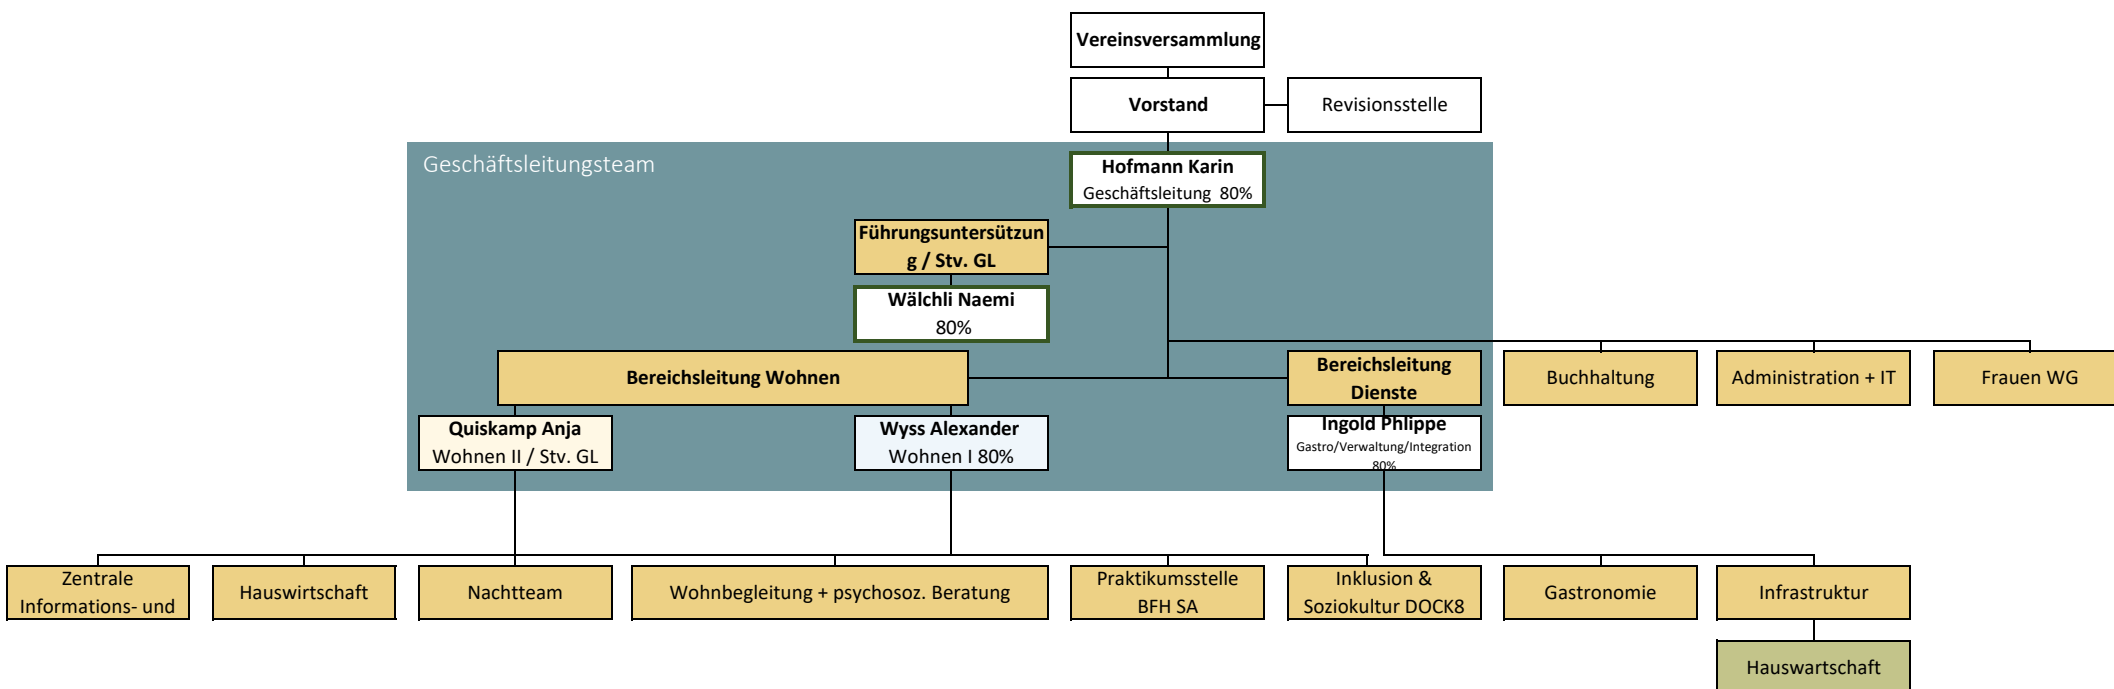 Vereinsversammlung
Vorstand
Revisionsstelle
Geschäftsleitungsteam
Hofmann Karin
Geschäftsleitung 80%
Führungsuntersützun
g / Stv. GL
Wälchli Naemi
80%
Bereichsleitung Wohnen
Bereichsleitung
Dienste
Buchhaltung
Administration + IT
Frauen WG
Quiskamp Anja
Wohnen II / Stv. GL
Wyss Alexander
Wohnen I 80%
Ingold Phlippe
Gastro/Verwaltung/Integration
80%
Zentrale
Informations- und
Hauswirtschaft
Nachtteam
Wohnbegleitung + psychosoz. Beratung
Praktikumsstelle
BFH SA
Inklusion &
Soziokultur DOCK8
Gastronomie
Infrastruktur
Hauswartschaft